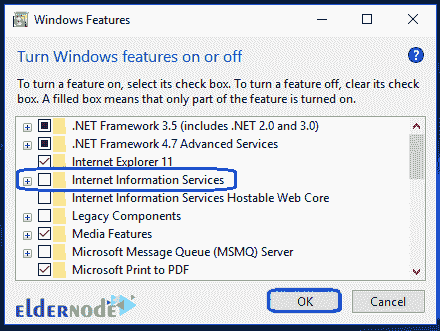 Windows Features
Turn Windows features on or off
?
To turn a feature on, select its check box. To turn a feature off, clear its check
box. A filled box means that only part of the feature is turned on.
.NET Framework 3.5 (includes .NET 2.0 and 3.0)
.NET Framework 4.7 Advanced Services
Internet Explorer 11
Internet Information Services
Internet Information Services Hostable Web Core
Legacy Components
Media Features
Microsoft Message Queue (MSMQ) Server
Microsoft Print to PDF
eldernode
OK
Cancel